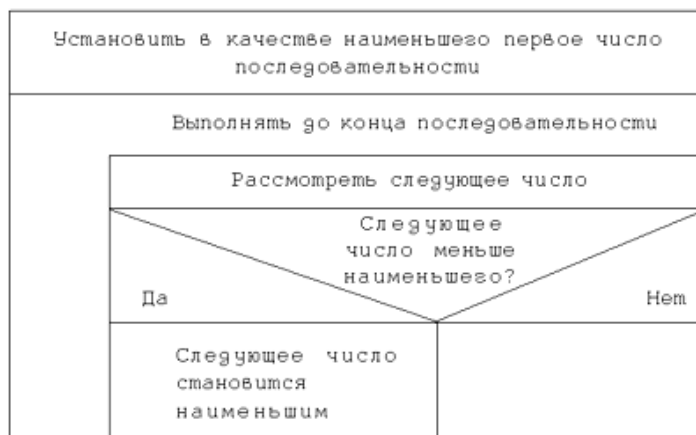 Установить в качестве наименьшего первое число
последовательности
Выполнять до конца последовательности
Рассмотреть следующее число
Следующее
число меньше
наименьшего?
Да
Нет
Следующее число
становится
наименьшим